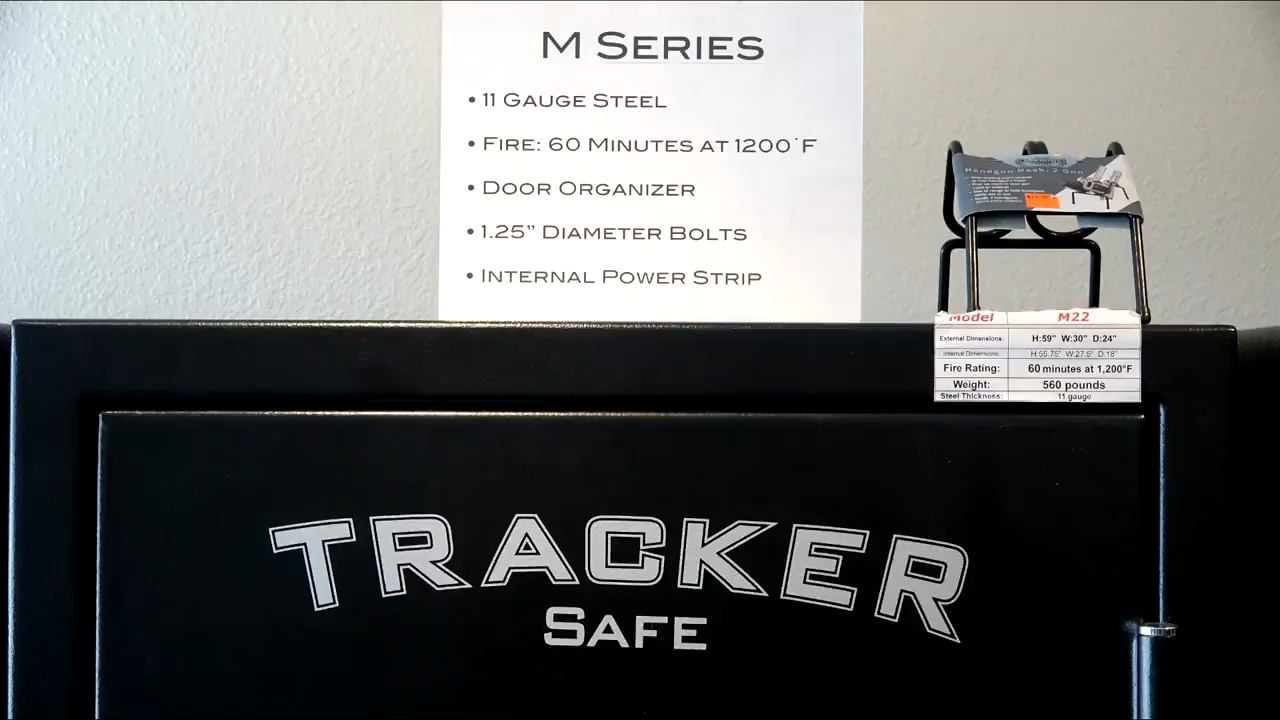 M SERIES
• 11 GAUGE STEEL
• FIRE: 60 MINUTES AT 1200˙F
• DOOR ORGANIZER
• 1.25” DIAMETER BOLTS
• INTERNAL POWER STRIP
Handgun Rack: 2 Gun
Model M22
External Dimensions: H:59" W:30" D:24"
Internal Dimensions: H:55.75" W:27.5" D:18"
Fire Rating: 60 minutes at 1,200°F
Weight: 560 pounds
Steel Thickness: 11 gauge
TRACKER
SAFE